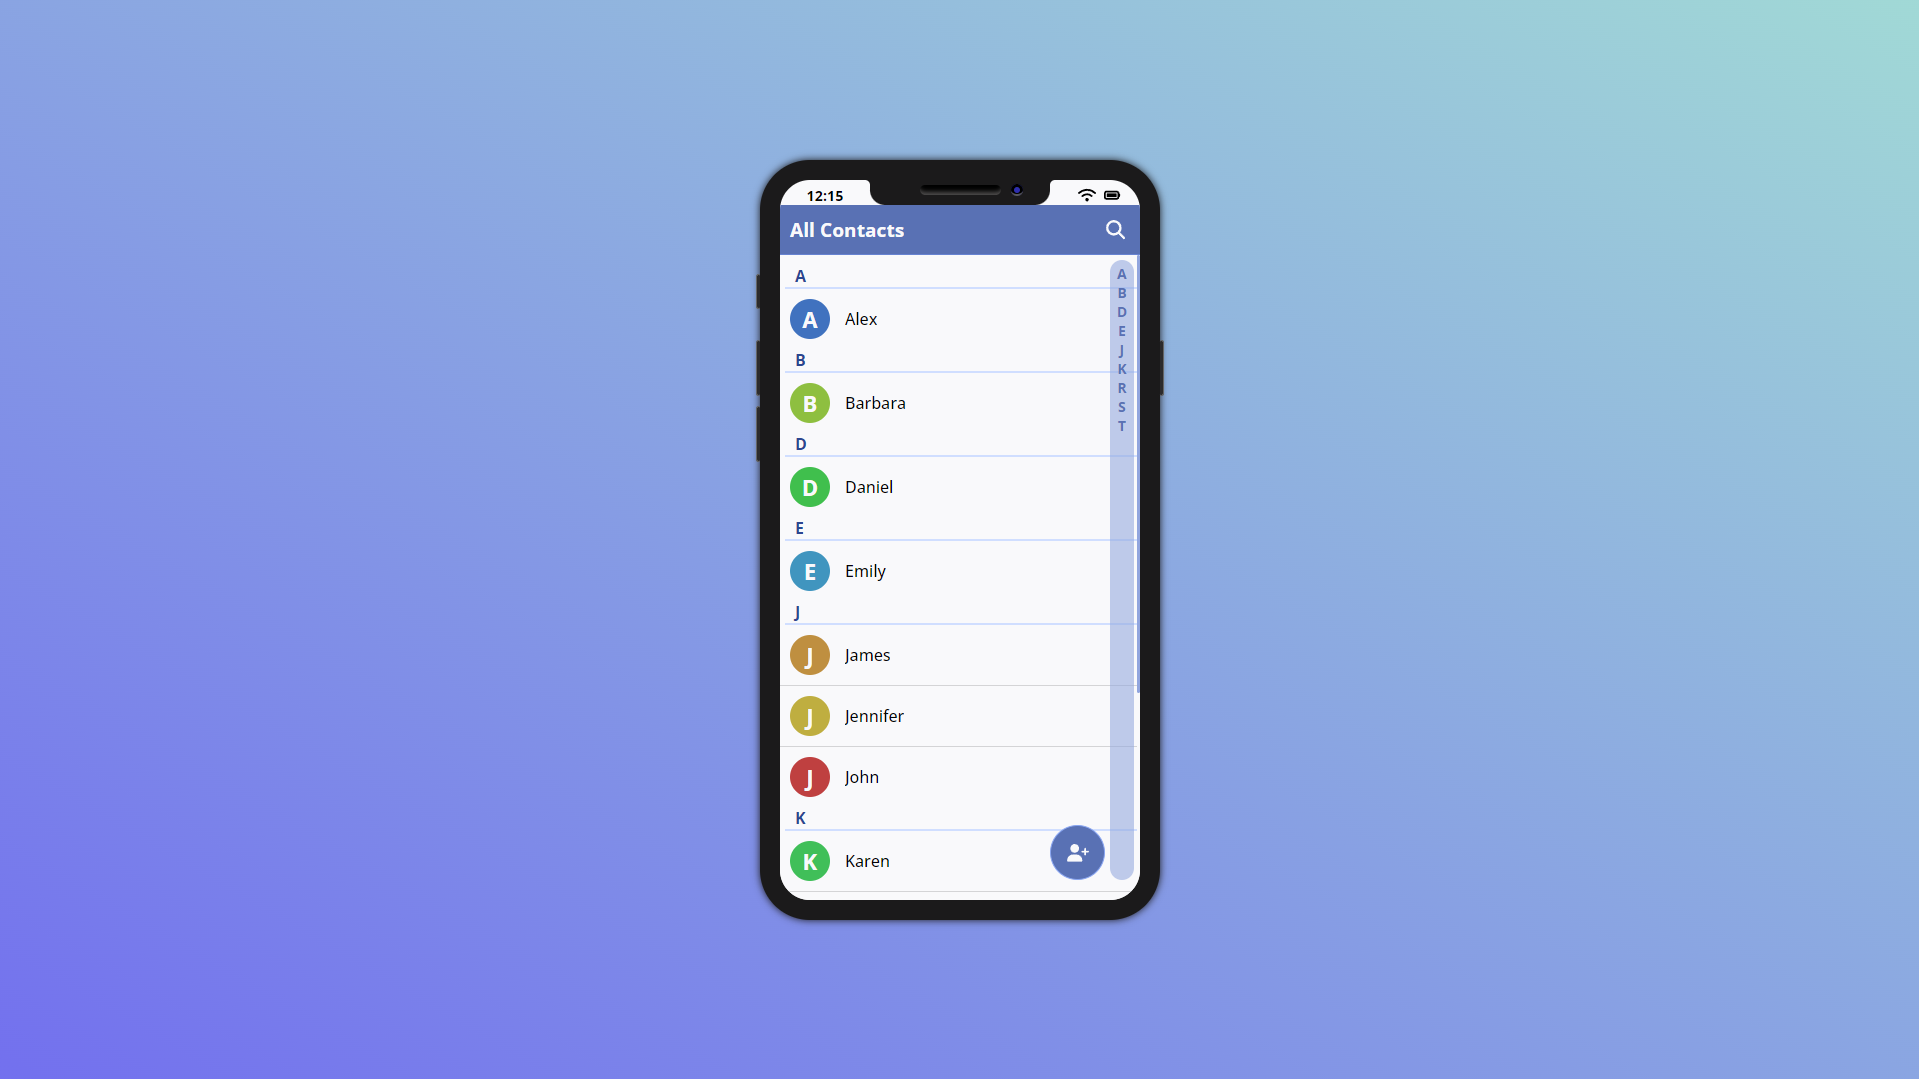 12:15
All Contacts
A
A Alex
B
B Barbara
D
D Daniel
E
E Emily
J
J James
J Jennifer
J John
K
K Karen
A
B
D
E
J
K
R
S
T